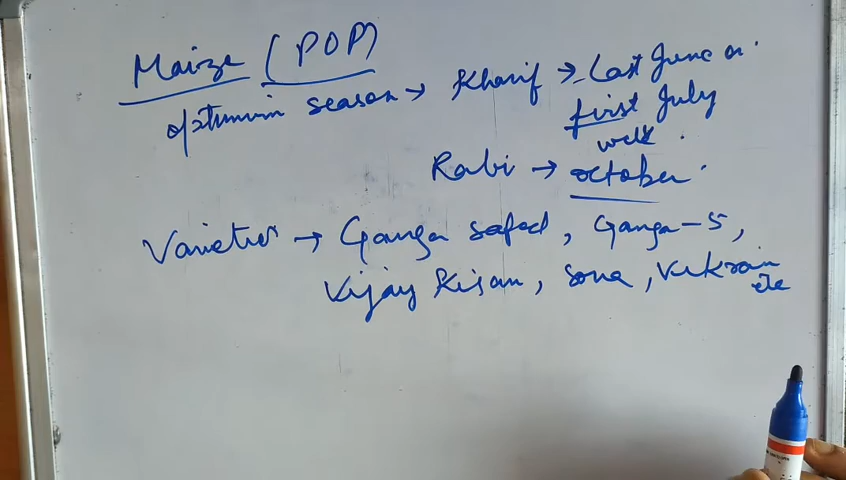 Maize (POP)
optimum season → Kharif → Last June or
first July
week
Rabi → october.
Varieties → Ganga safed, Ganga-5,
Vijay Kisan, sona, Vikram
etc